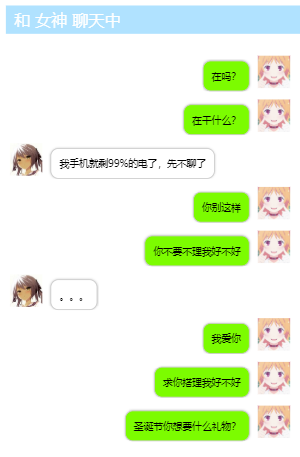 和 女神 聊天中
在吗？
在干什么？
我手机就剩99%的电了，先不聊了
你别这样
你不要不理我好不好
。。。
我爱你
求你搭理我好不好
圣诞节你想要什么礼物？